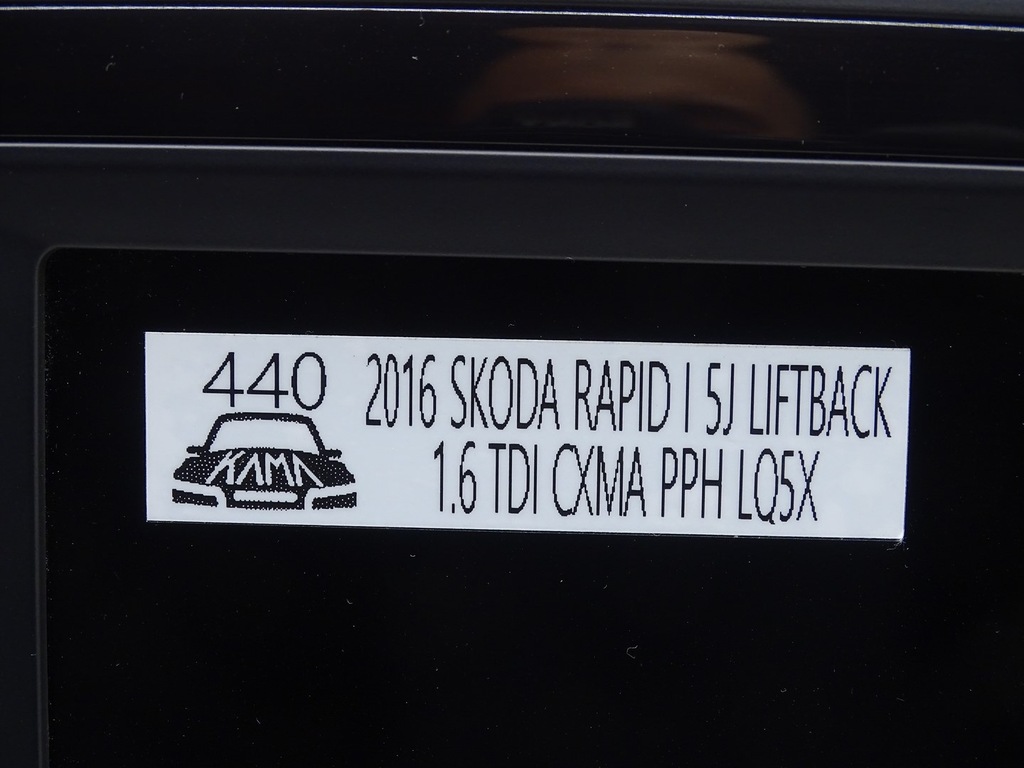 440
KAMA
2016 SKODA RAPID I 5J LIFTBACK
1.6 TDI CXMA PPH LQ5X